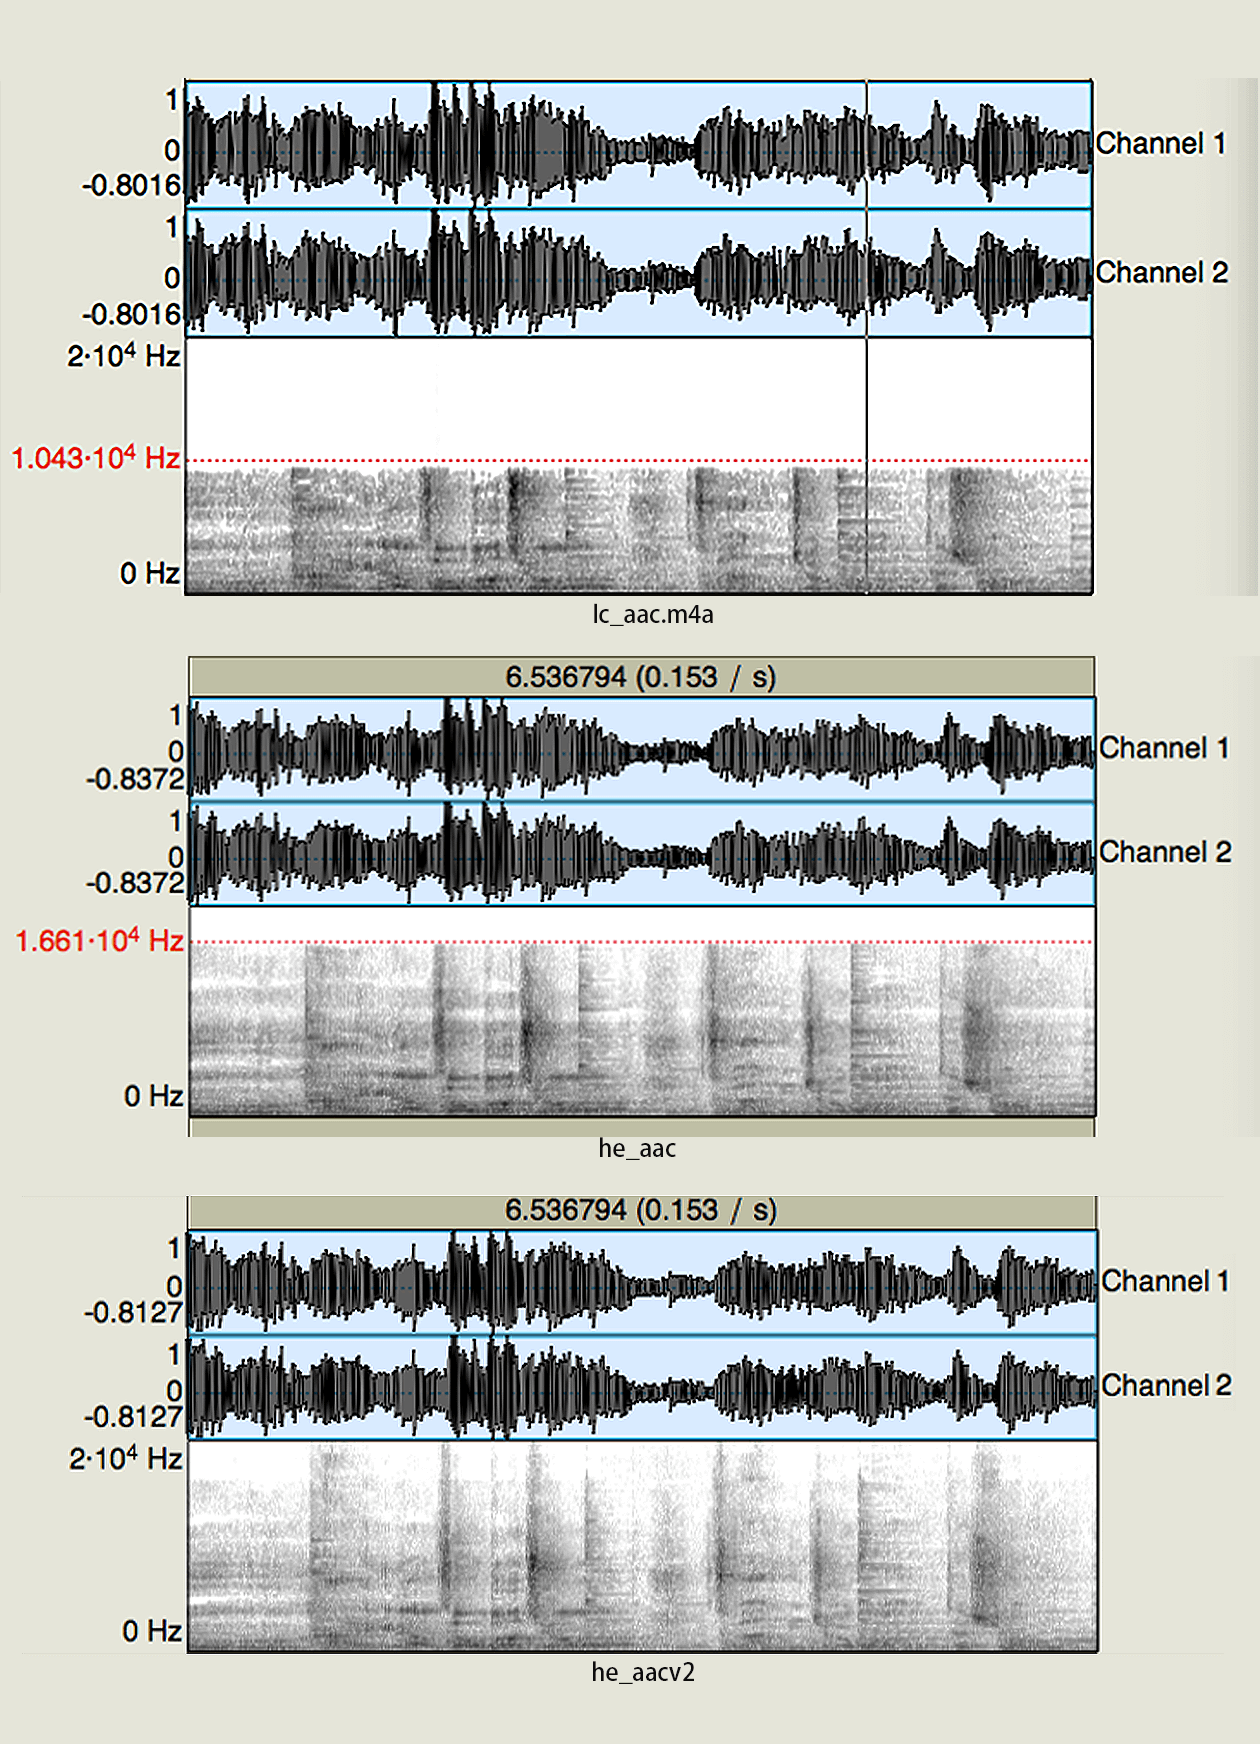 1
0
-0.8016
Channel 1
1
0
-0.8016
Channel 2
2·10⁴ Hz
1.043·10⁴ Hz
0 Hz
lc_aac.m4a
6.536794 (0.153 / s)
1
0
-0.8372
Channel 1
1
0
-0.8372
Channel 2
1.661·10⁴ Hz
0 Hz
he_aac
6.536794 (0.153 / s)
1
0
-0.8127
Channel 1
1
0
-0.8127
Channel 2
2·10⁴ Hz
0 Hz
he_aacv2